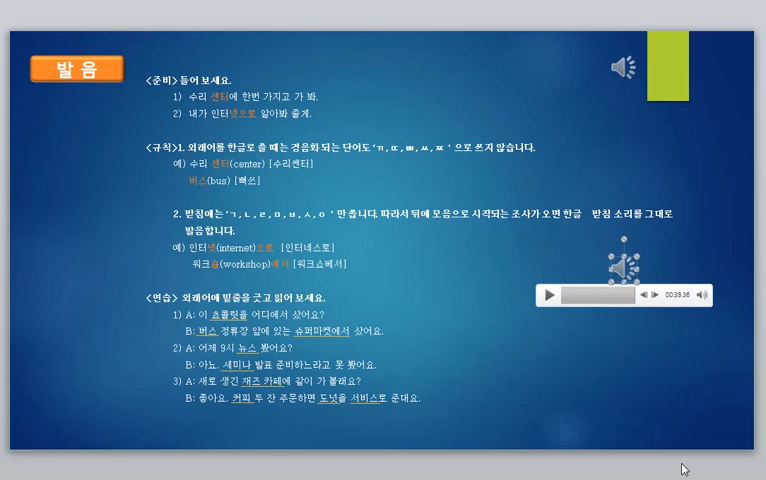 발 음
<준비> 들어 보세요.
1) 수리 센터에 한번 가지고 가 봐.
2) 내가 인터넷으로 알아봐 줄게.
<규칙>1. 외래어를 한글로 쓸 때는 경음화 되는 단어도 'ㄲ, ㄸ, ㅃ, ㅆ, ㅉ ' 으로 쓰지 않습니다.
예) 수리 센터(center) [수리쎈터]
버스(bus) [뻐쓰]
2. 받침에는 'ㄱ, ㄴ, ㄹ, ㅁ, ㅂ, ㅅ, ㅇ ' 만 씁니다. 따라서 뒤에 모음으로 시작되는 조사가 오면 한글 받침 소리를 그대로
발음합니다.
예) 인터넷(internet)으로 [인터네스로]
워크숍(workshop)에서 [워크쇼베서]
<연습> 외래어에 밑줄을 긋고 읽어 보세요.
1) A: 이 쵸콜릿을 어디에서 샀어요?
B: 버스 정류장 앞에 있는 슈퍼마켓에서 샀어요.
2) A: 어제 9시 뉴스 봤어요?
B: 아뇨. 세미나 발표 준비하느라고 못 봤어요.
3) A: 새로 생긴 재즈 카페에 같이 가 볼래요?
B: 좋아요. 커피 두 잔 주문하면 도넛을 서비스로 준대요.
00:39.36